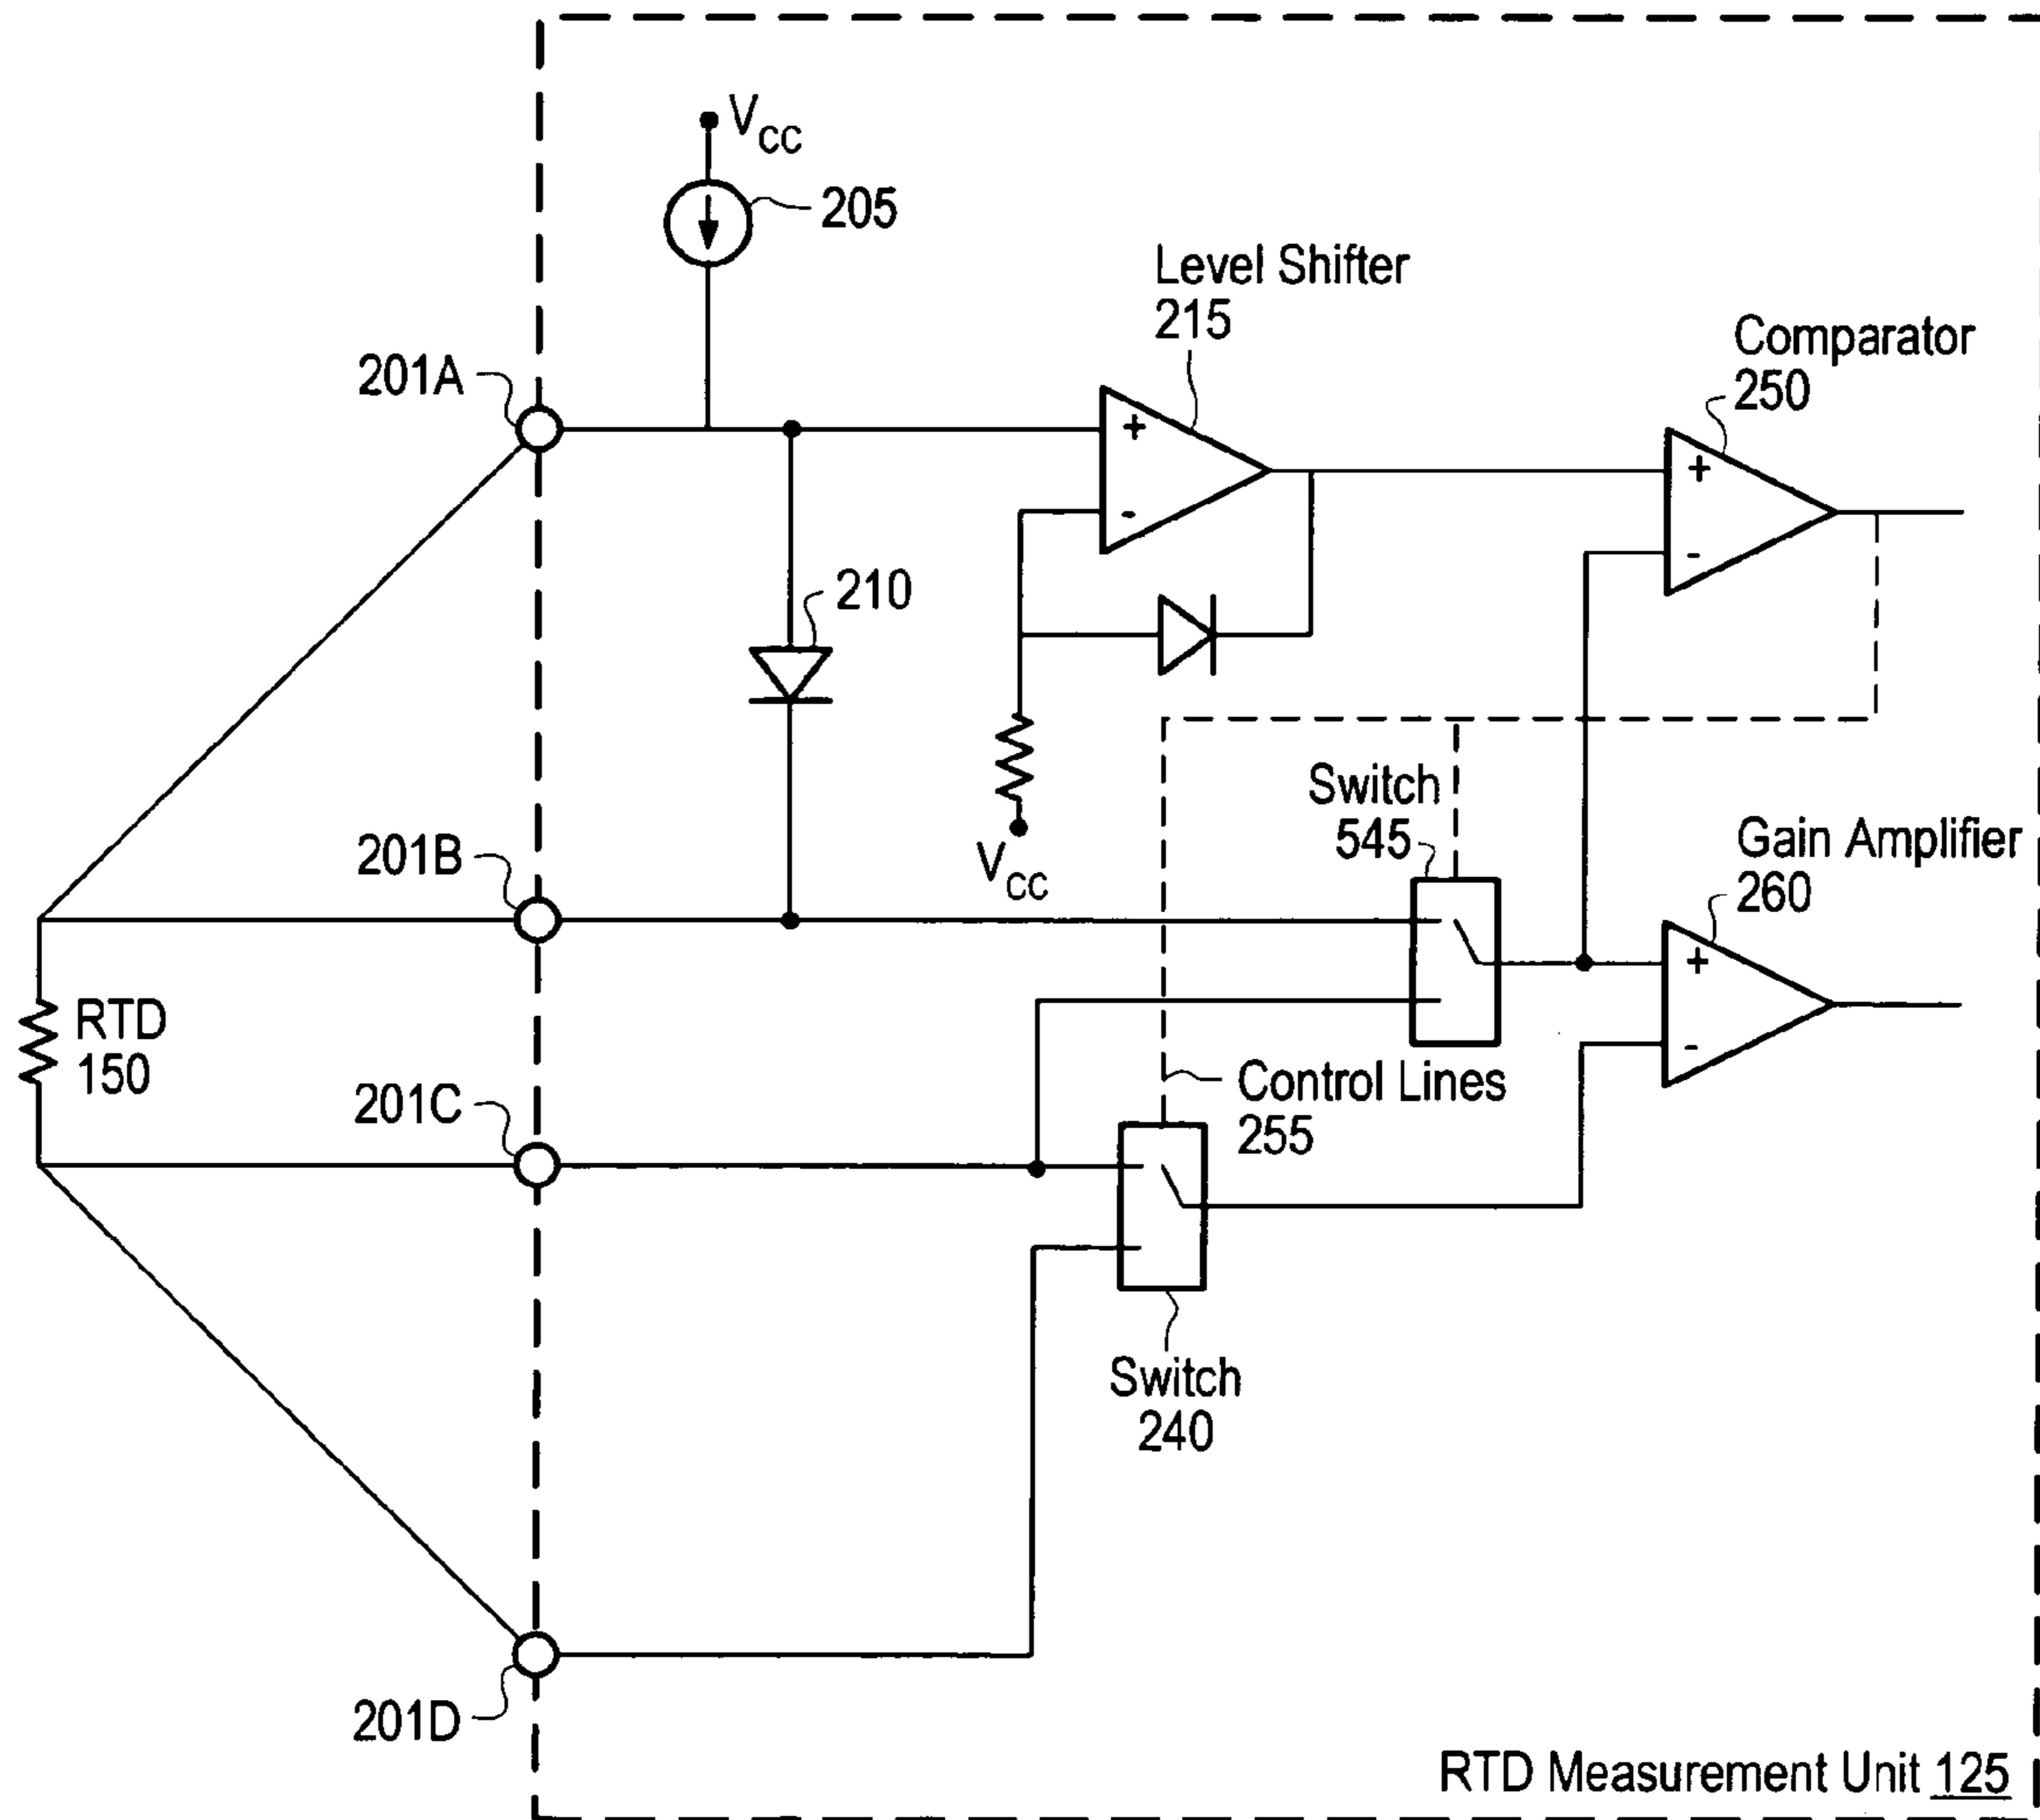 VCC
205
Level Shifter
215
Comparator
250
201A
+
-
+
-
210
Switch
545
201B
VCC
Gain Amplifier
260
+
-
RTD
150
201C
Control Lines
255
Switch
240
201D
RTD Measurement Unit 125